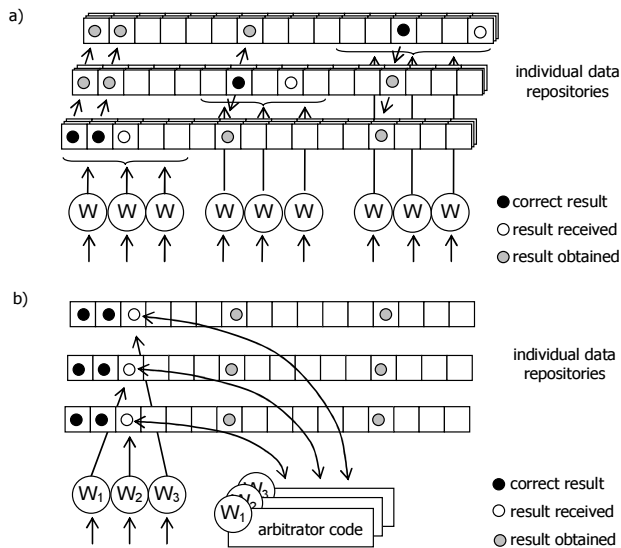 a)
individual data
repositories
W W W W W W W W W
correct result
result received
result obtained
b)
individual data
repositories
W1 W2 W3
W3
W2
W1
arbitrator code
correct result
result received
result obtained